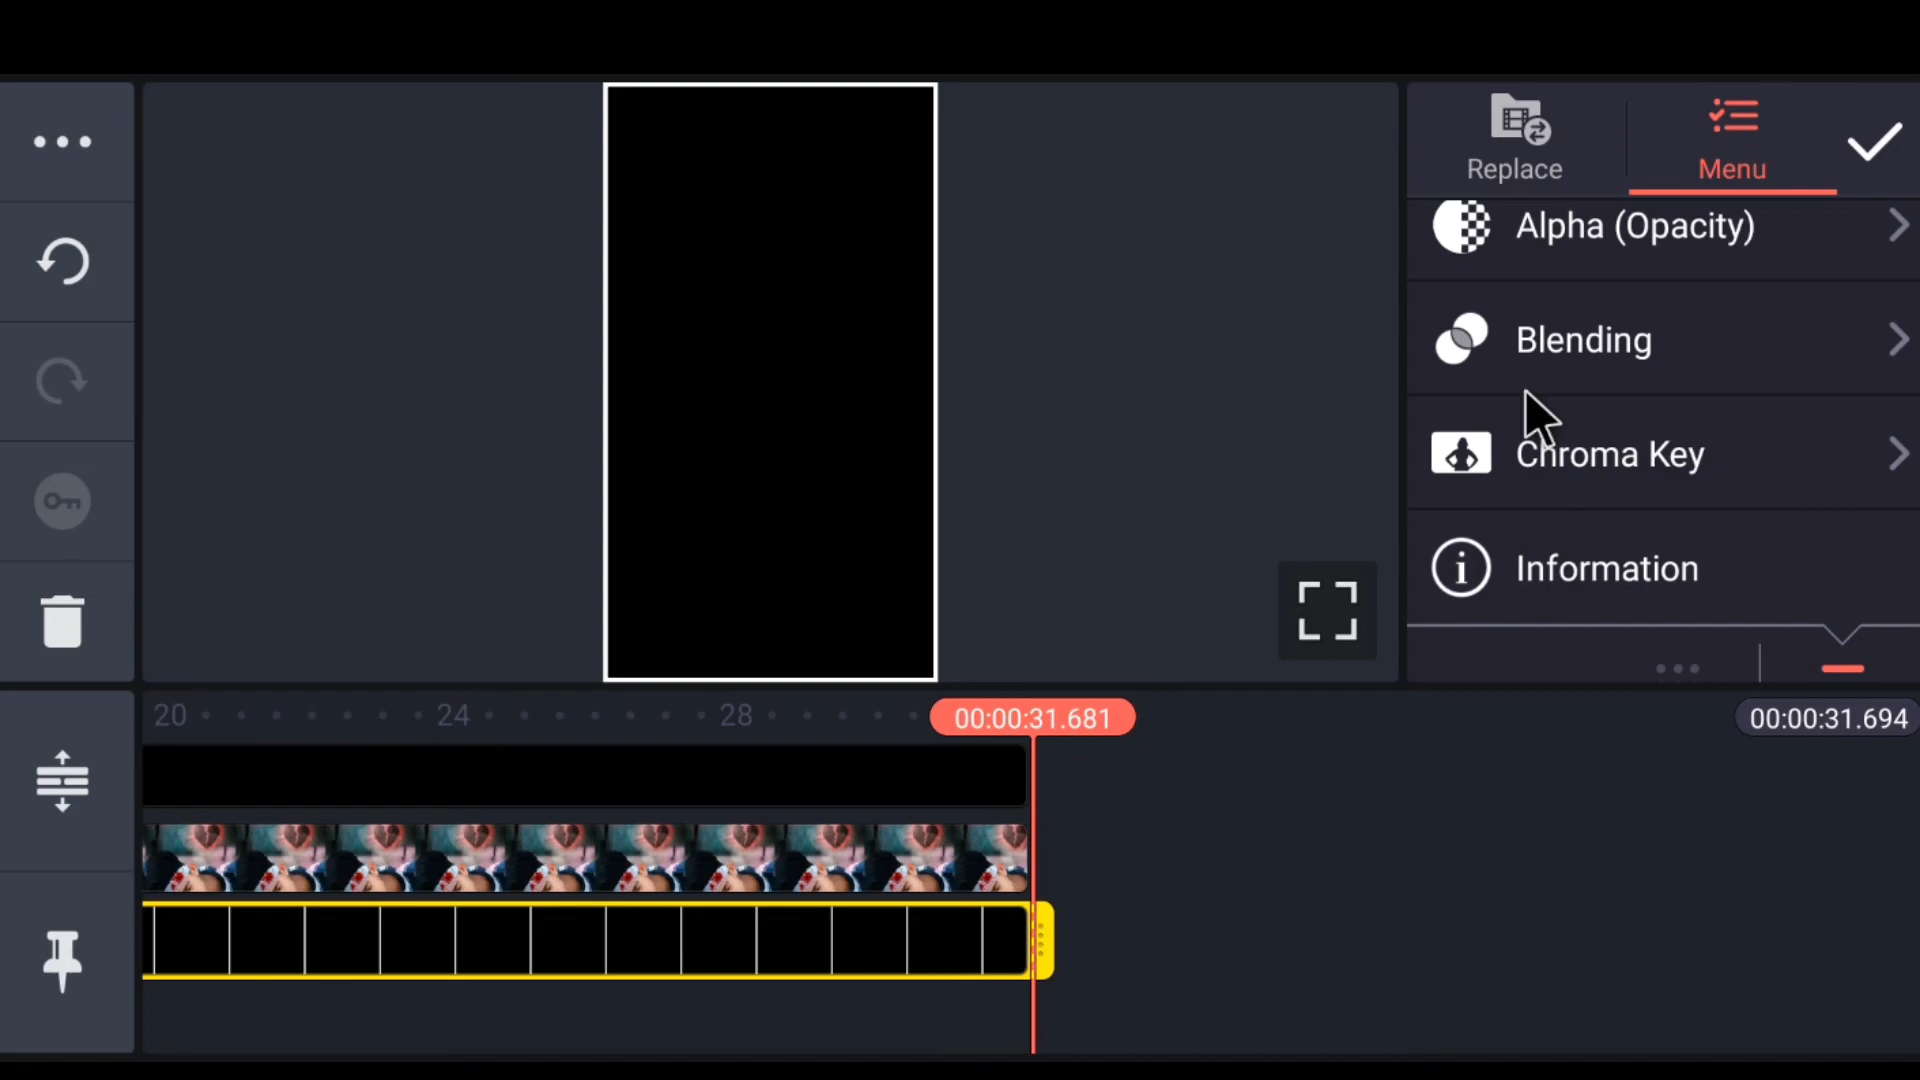 Replace
Menu
Alpha (Opacity)
Blending
Chroma Key
Information
20
24
28
00:00:31.681
00:00:31.694